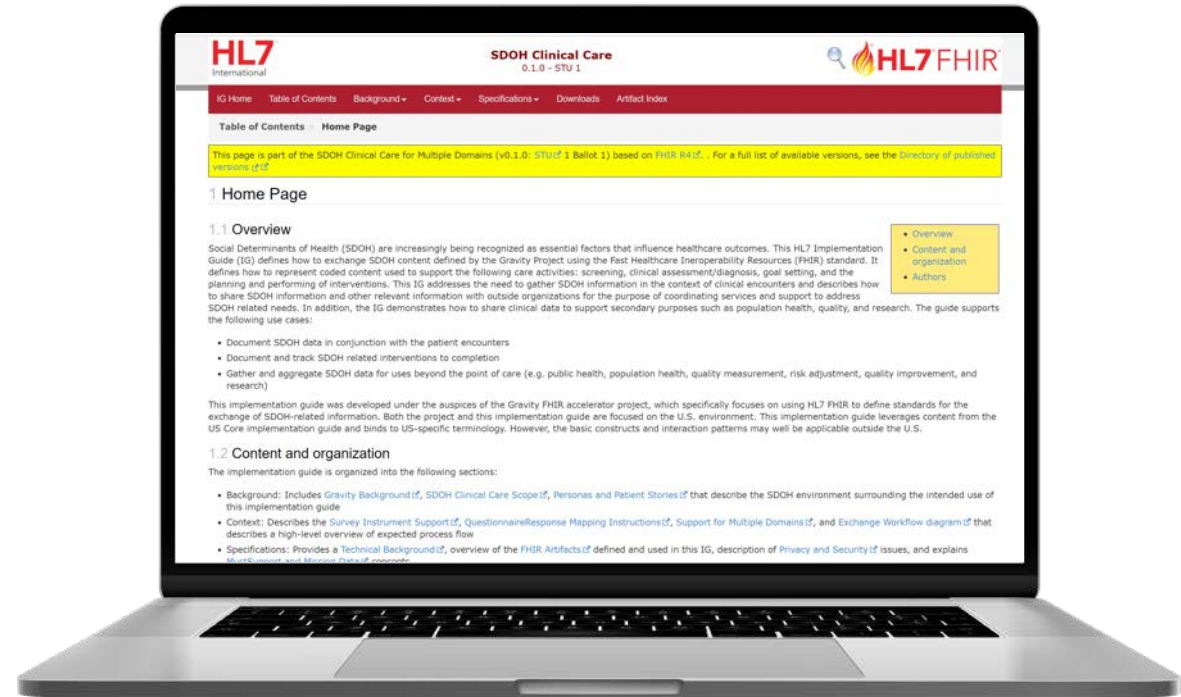 HL7
International
SDOH Clinical Care
0.1.0 - STU 1
HL7 FHIR
IG Home Table of Contents Background Context Specifications Downloads Artifact Index
Table of Contents Home Page
This page is part of the SDOH Clinical Care for Multiple Domains (v0.1.0: STU 1 Ballot 1) based on FHIR R4. . For a full list of available versions, see the Directory of published
versions
1 Home Page
1.1 Overview
• Overview
• Content and
organization
• Authors
Social Determinants of Health (SDOH) are increasingly being recognized as essential factors that influence healthcare outcomes. This HL7 Implementation
Guide (IG) defines how to exchange SDOH content defined by the Gravity Project using the Fast Healthcare Ineroperability Resources (FHIR) standard. It
defines how to represent coded content used to support the following care activities: screening, clinical assessment/diagnosis, goal setting, and the
planning and performing of interventions. This IG addresses the need to gather SDOH information in the context of clinical encounters and describes how
to share SDOH information and other relevant information with outside organizations for the purpose of coordinating services and support to address
SDOH related needs. In addition, the IG demonstrates how to share clinical data to support secondary purposes such as population health, quality, and research. The guide supports
the following use cases:
• Document SDOH data in conjunction with the patient encounters
• Document and track SDOH related interventions to completion
• Gather and aggregate SDOH data for uses beyond the point of care (e.g. public health, population health, quality measurement, risk adjustment, quality improvement, and
research)
This implementation guide was developed under the auspices of the Gravity FHIR accelerator project, which specifically focuses on using HL7 FHIR to define standards for the
exchange of SDOH-related information. Both the project and this implementation guide are focused on the U.S. environment. This implementation guide leverages content from the
US Core implementation guide and binds to US-specific terminology. However, the basic constructs and interaction patterns may well be applicable outside the U.S.
1.2 Content and organization
The implementation guide is organized into the following sections:
• Background: Includes Gravity Background, SDOH Clinical Care Scope, Personas and Patient Stories that describe the SDOH environment surrounding the intended use of
this implementation guide
• Context: Describes the Survey Instrument Support, QuestionnaireResponse Mapping Instructions, Support for Multiple Domains, and Exchange Workflow diagram that
describes a high-level overview of expected process flow
• Specifications: Provides a Technical Background, overview of the FHIR Artifacts defined and used in this IG, description of Privacy and Security issues, and explains
MustSupport and Missing Data concepts